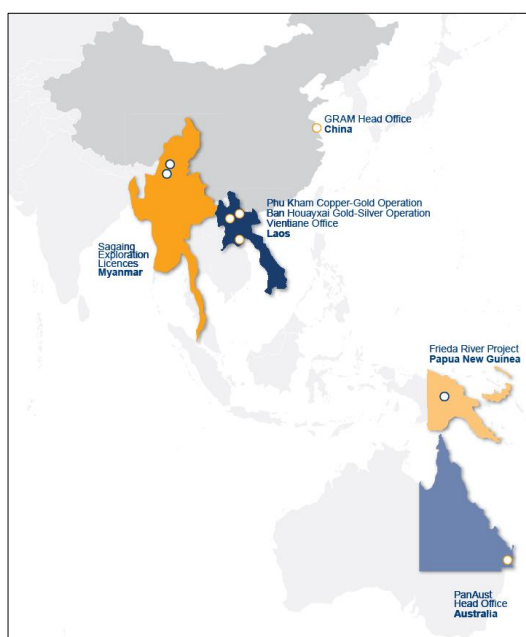 GRAM Head Office
China
Phu Kham Copper-Gold Operation
Ban Houayxai Gold-Silver Operation
Vientiane Office
Laos
Sagaing
Exploration
Licences
Myanmar
Frieda River Project
Papua New Guinea
PanAust
Head Office
Australia